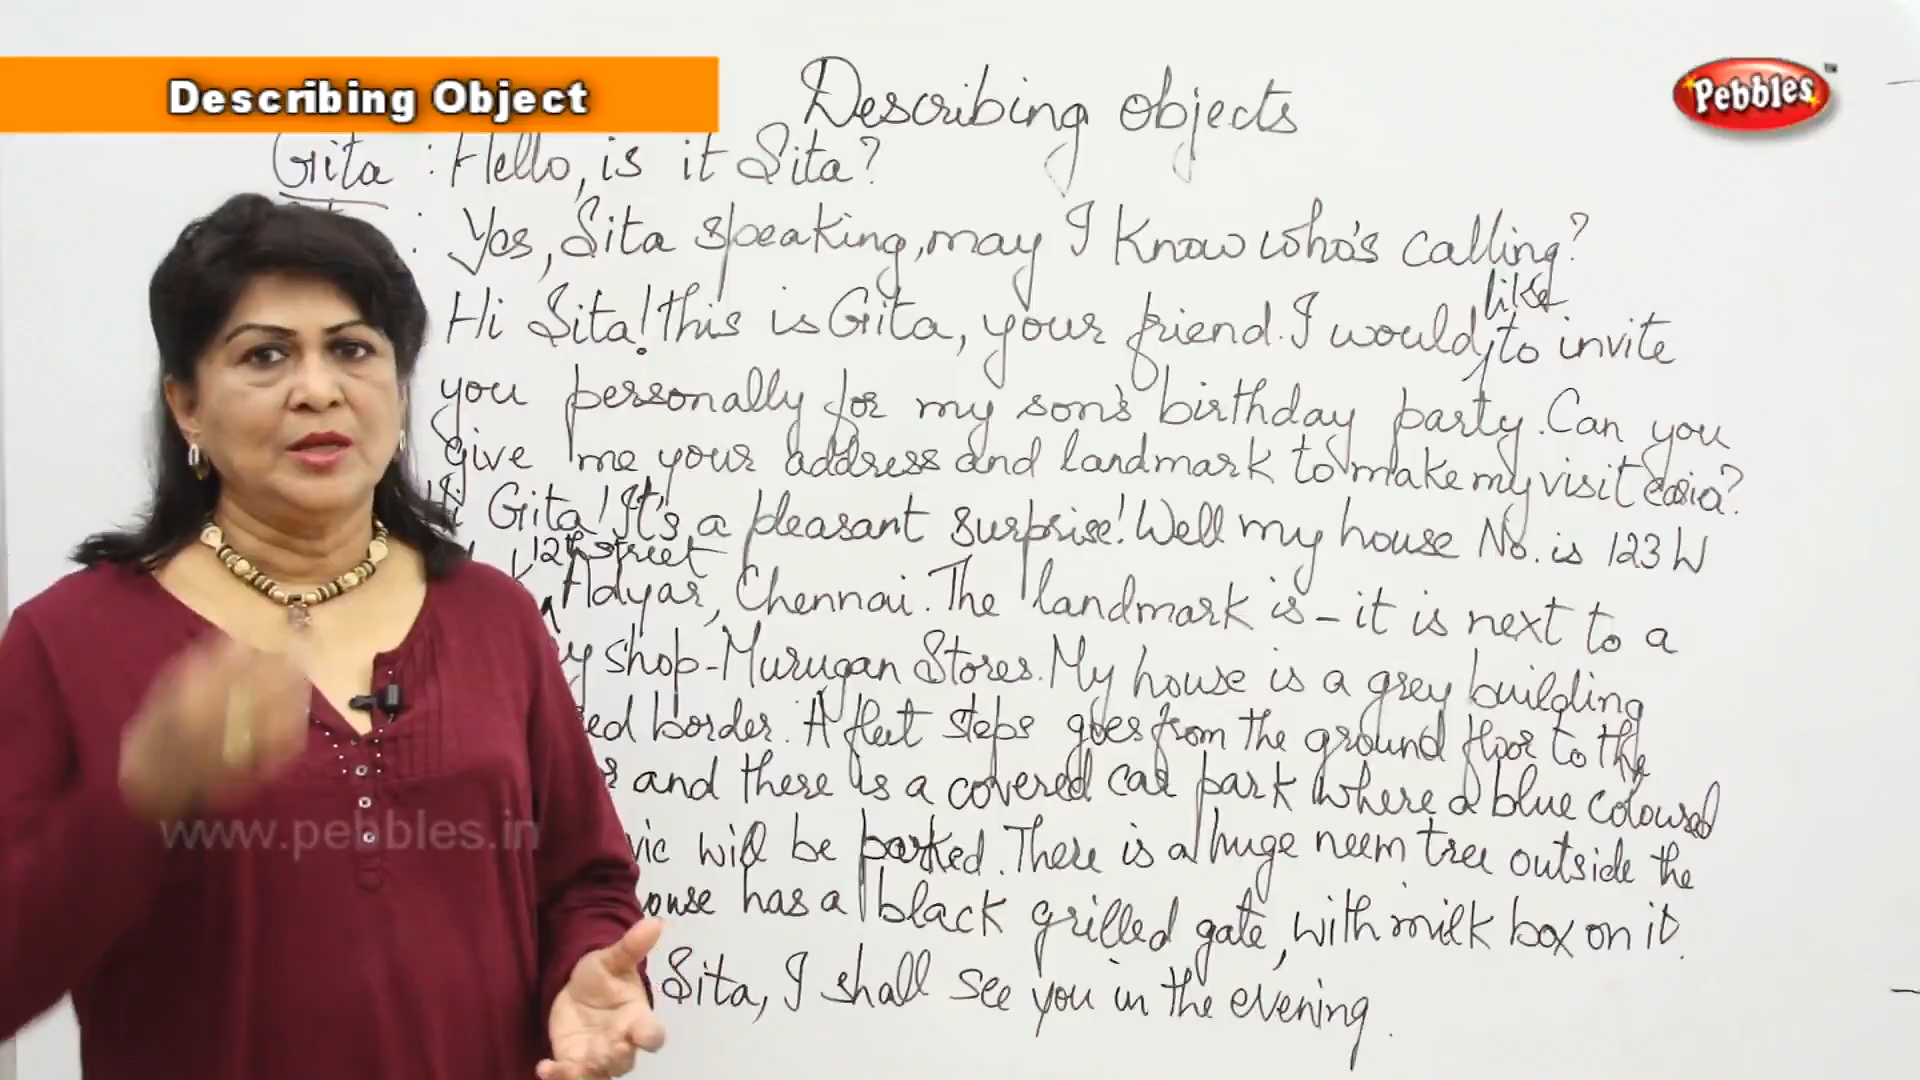 Describing Object
Describing objects
Pebbles
Gita : Hello, is it Sita?
: Yes, Sita speaking, may I know who's calling?
like
Hi Sita! This is Gita, your friend. I would to invite
you personally for my son's birthday party. Can you
give me your address and landmark to make my visit
Hi Gita! It's a pleasant surprise! Well my house No. is 123 W
12th street
Adyar, Chennai. The landmark is – it is next to a
shop - Murugan Stores. My house is a grey building
border. A fleet steps goes from the ground floor to the
and there is a covered car park where a blue coloured
will be parked. There is a huge neem tree outside the
has a black grilled gate, with milk box on it.
Sita, I shall see you in the evening.
www.pebbles.in